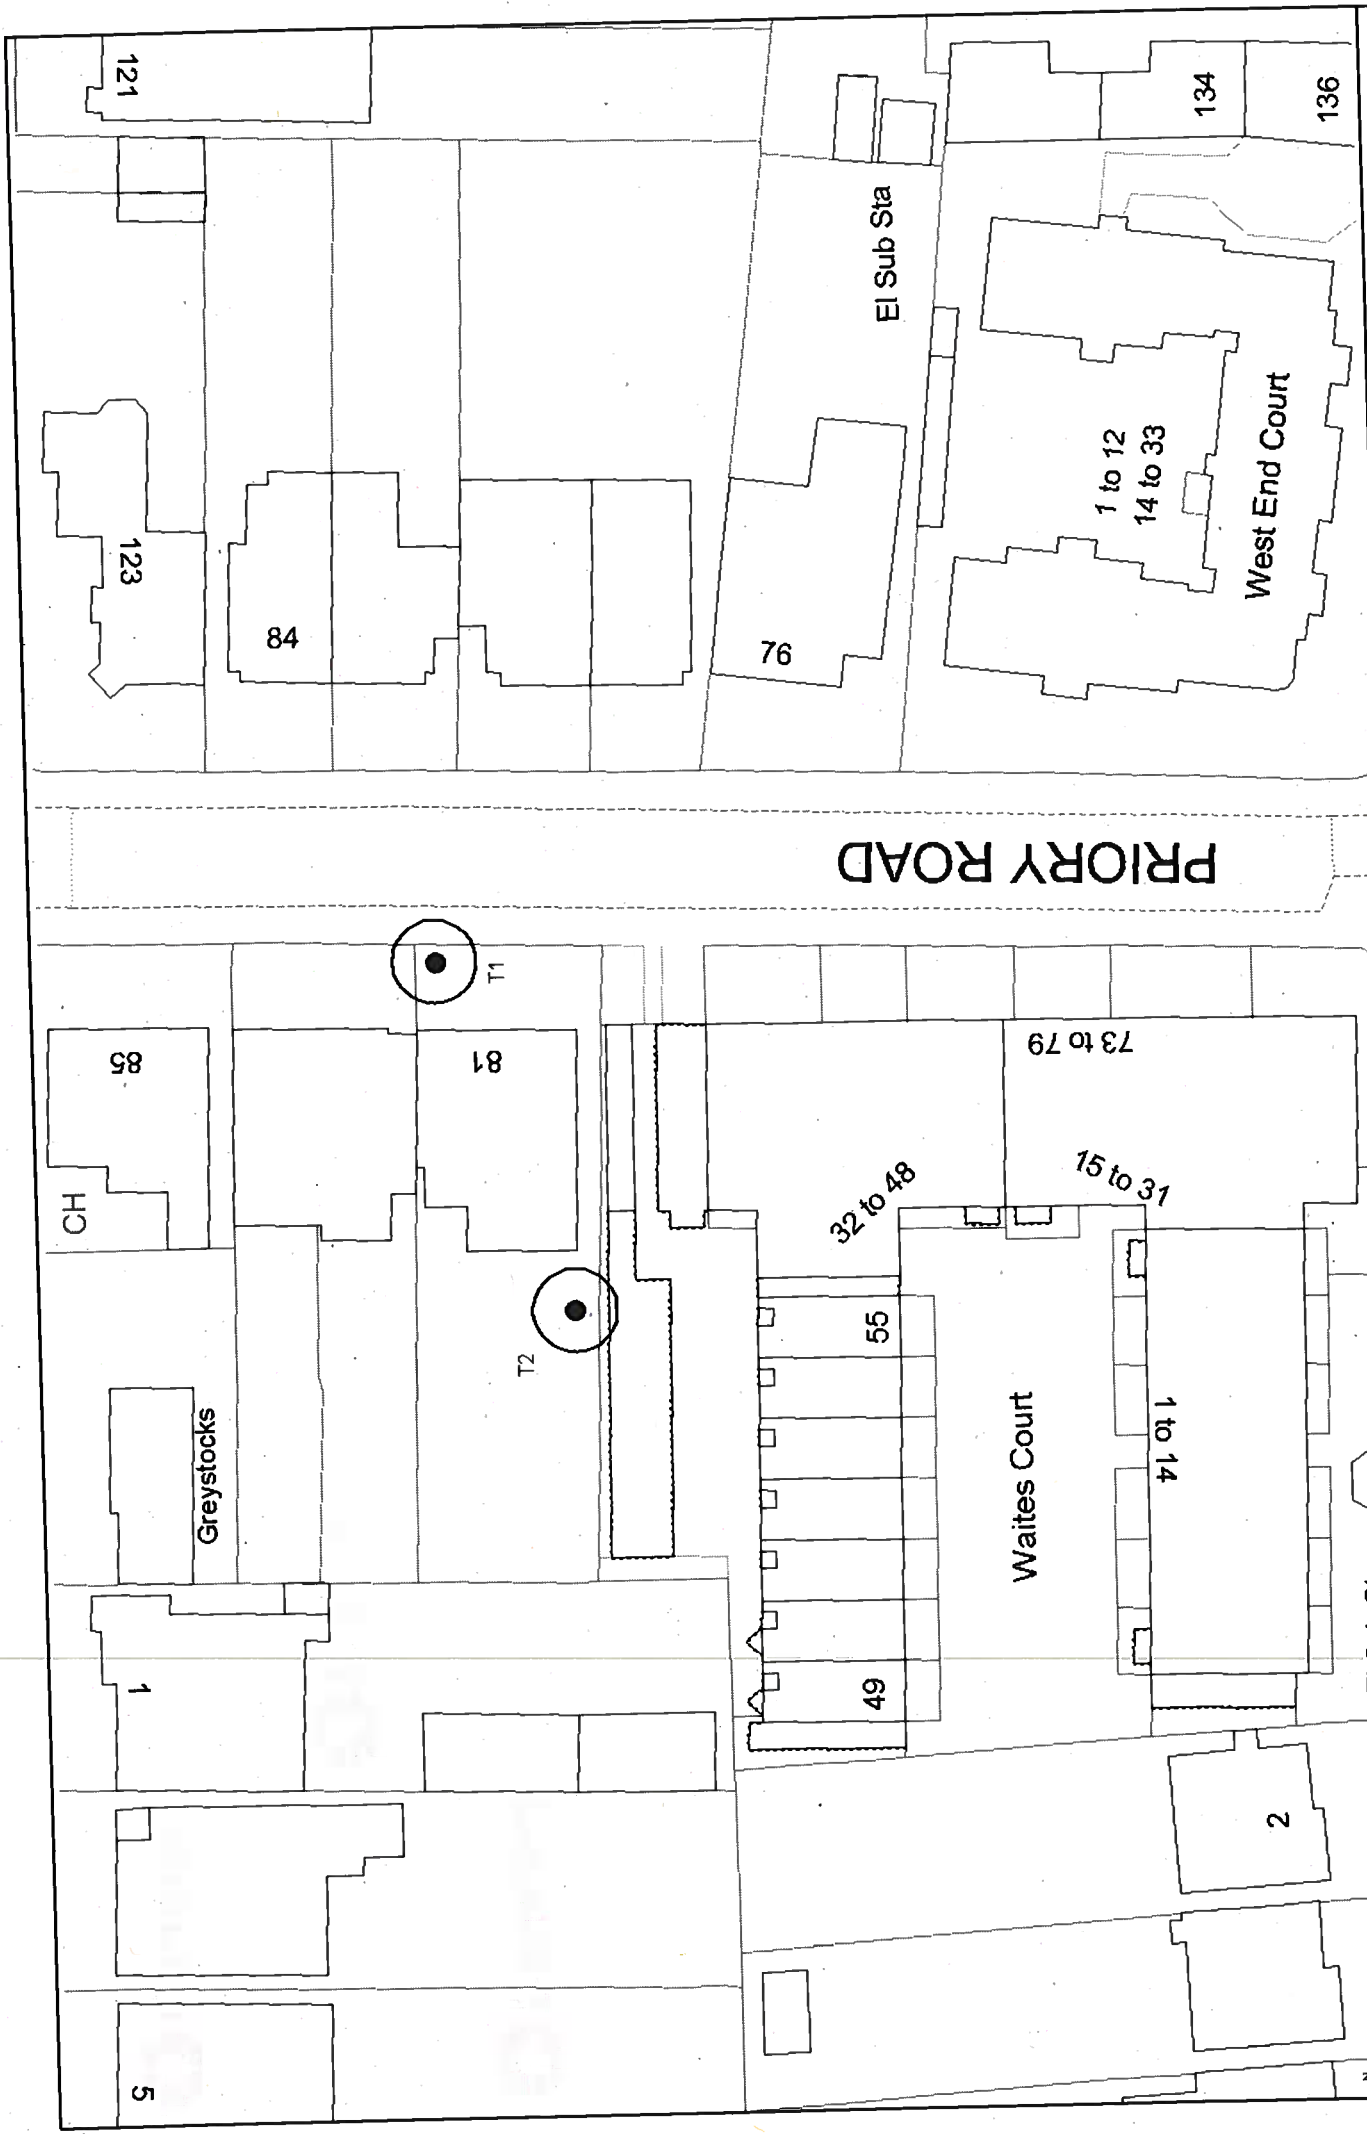 121
134
136
El Sub Sta
1 to 12
14 to 33
West End Court
123
84
76
PRIORY ROAD
T1
85
81
73 to 79
CH
32 to 48
15 to 31
T2
55
Greystocks
Waites Court
1 to 14
1
49
2
5